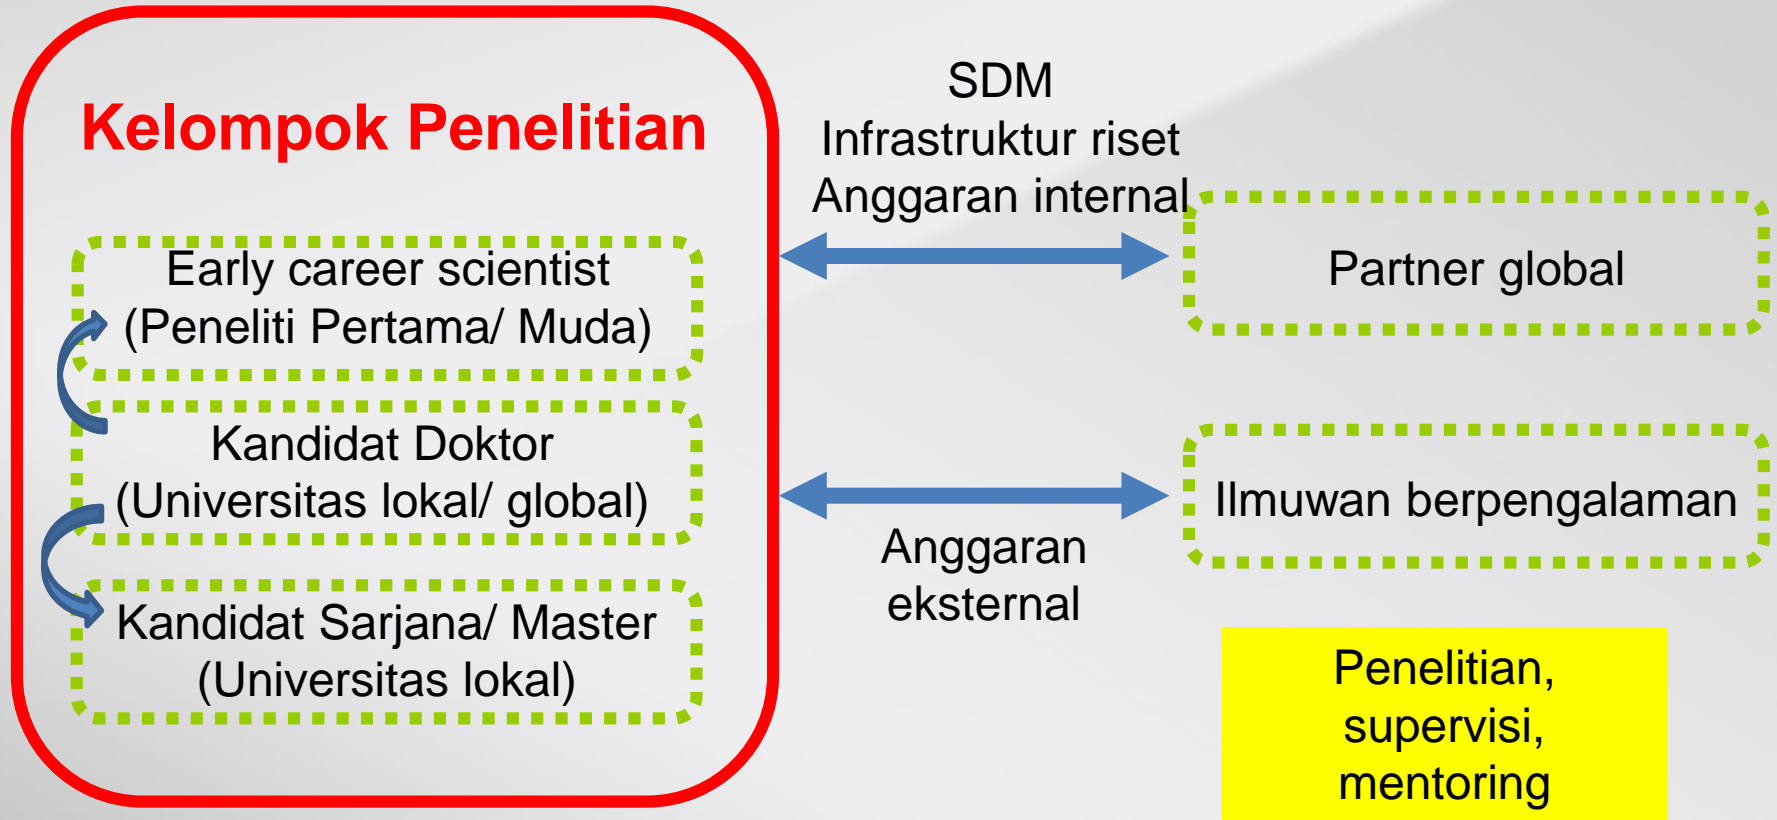 Kelompok Penelitian
Early career scientist
(Peneliti Pertama/ Muda)
Kandidat Doktor
(Universitas lokal/ global)
Kandidat Sarjana/ Master
(Universitas lokal)
SDM
Infrastruktur riset
Anggaran internal
Anggaran
eksternal
Partner global
Ilmuwan berpengalaman
Penelitian,
supervisi,
mentoring